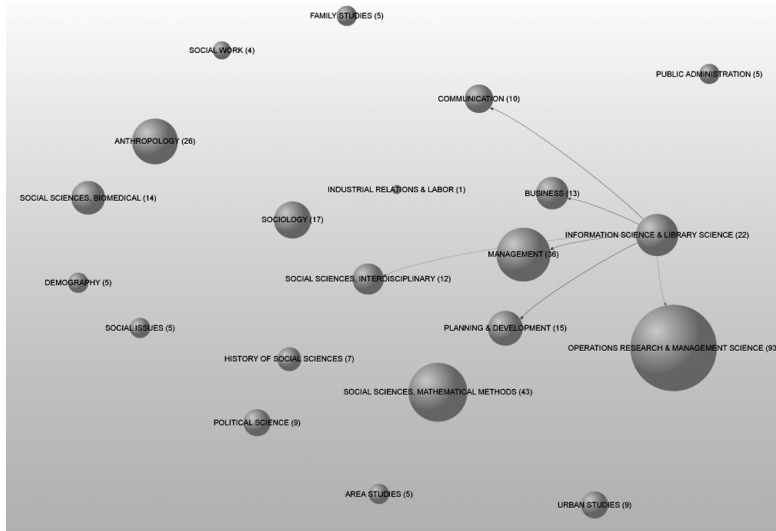 FAMILY STUDIES (5)
SOCIAL WORK (4)
PUBLIC ADMINISTRATION (5)
COMMUNICATION (10)
ANTHROPOLOGY (26)
INDUSTRIAL RELATIONS & LABOR (1)
BUSINESS (13)
SOCIAL SCIENCES, BIOMEDICAL (14)
SOCIOLOGY (17)
INFORMATION SCIENCE & LIBRARY SCIENCE (22)
MANAGEMENT (36)
SOCIAL SCIENCES, INTERDISCIPLINARY (12)
DEMOGRAPHY (5)
SOCIAL ISSUES (5)
PLANNING & DEVELOPMENT (15)
OPERATIONS RESEARCH & MANAGEMENT SCIENCE (93
HISTORY OF SOCIAL SCIENCES (7)
SOCIAL SCIENCES, MATHEMATICAL METHODS (43)
POLITICAL SCIENCE (9)
AREA STUDIES (5)
URBAN STUDIES (9)